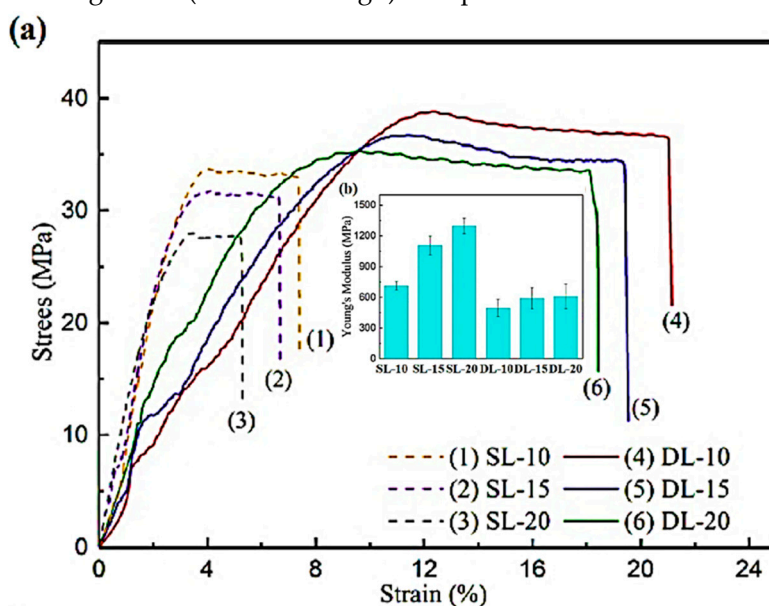 (a)
40
30
20
10
0
Strees (MPa)
0 4 8 12 16 20 24
Strain (%)
(1)
(2)
(3)
(4)
(5)
(6)
(b)
1500
1200
900
600
300
0
Young's Modulus (MPa)
SL-10 SL-15 SL-20 DL-10 DL-15 DL-20
(1) SL-10 (4) DL-10
(2) SL-15 (5) DL-15
(3) SL-20 (6) DL-20